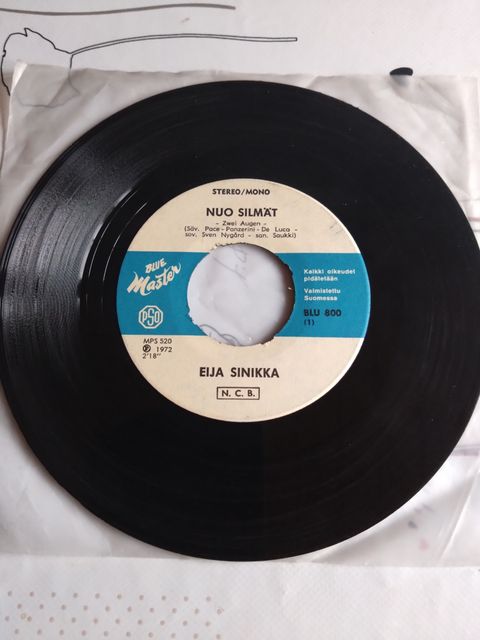 STEREO/MONO
NUO SILMÄT
- Zwei Augen -
(Säv. Pace - Panzerini - De Luca -
sov. Sven Nygård - san. Saukki)
BLUE
Master
PSO
Kaikki oikeudet
pidätetään
Valmistettu
Suomessa
BLU 800
(1)
MPS 520
Ⓟ 1972
2'18"
EIJA SINIKKA
N. C. B.